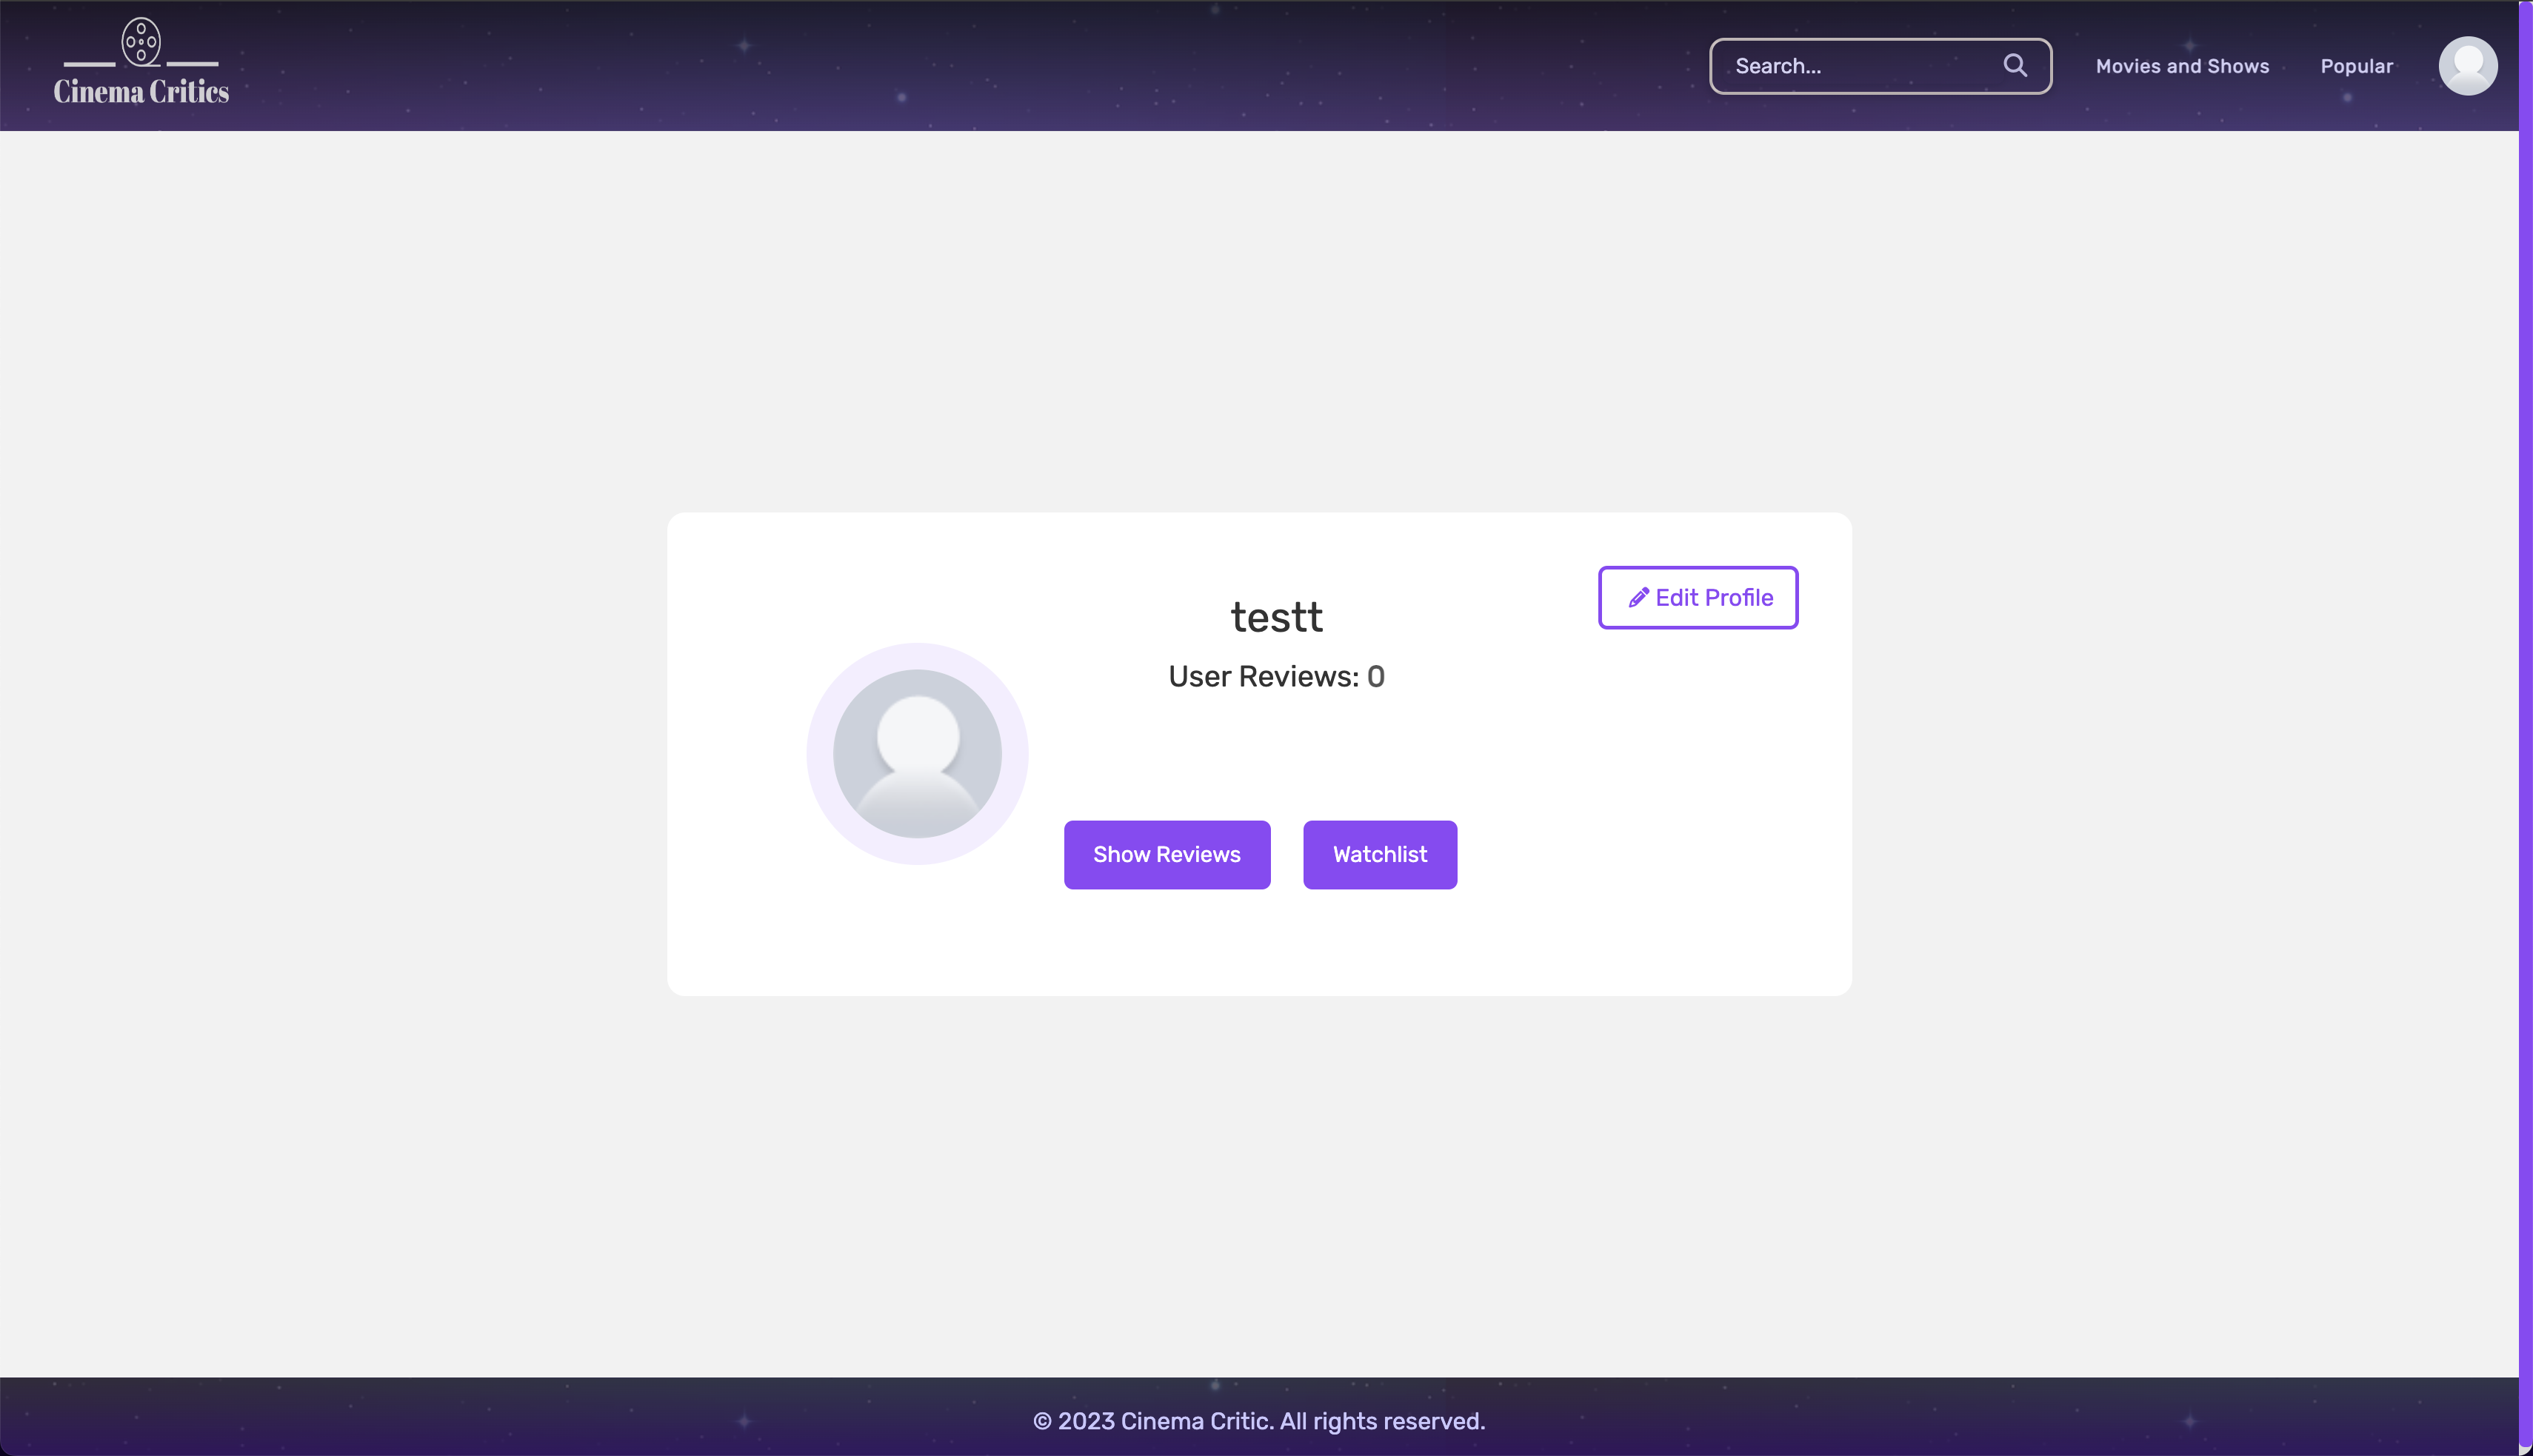 Cinema Critics
Search...
Movies and Shows
Popular
Edit Profile
testt
User Reviews: 0
Show Reviews
Watchlist
© 2023 Cinema Critic. All rights reserved.